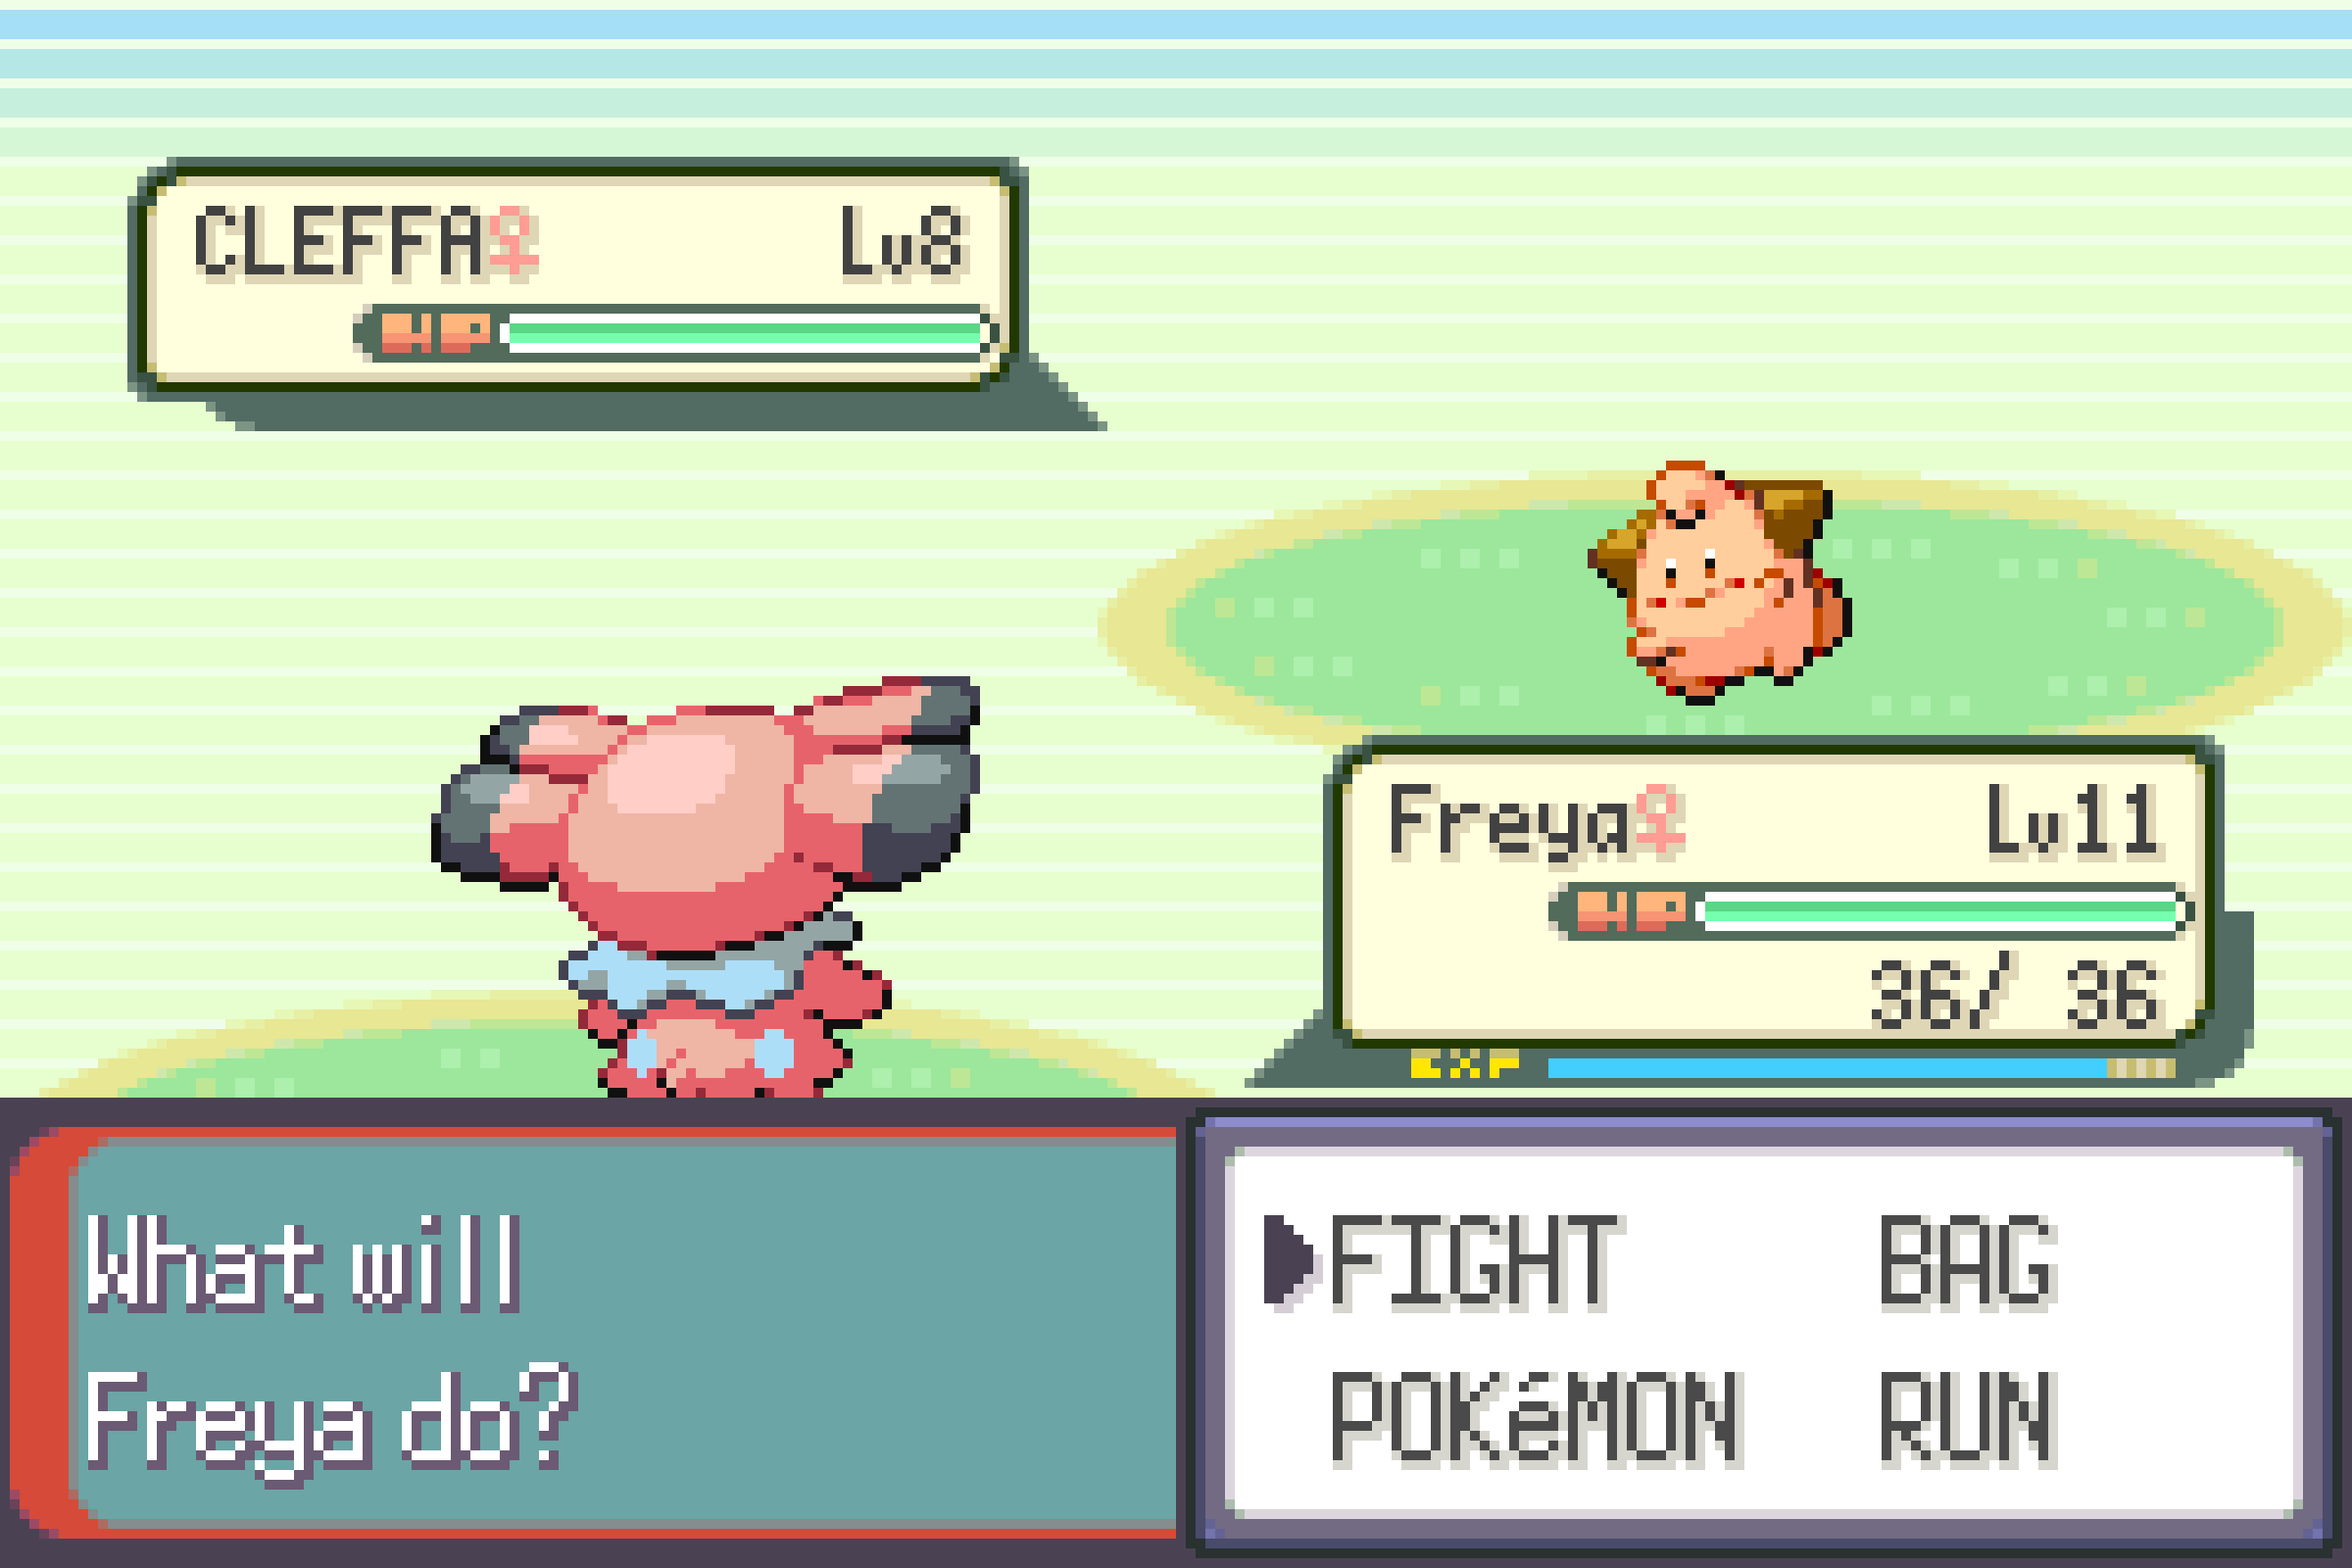 CLEFFA♀ Lv8
HP
Freya♀ Lv11
HP
36/ 36
EXP
What will
Freya do?
▶FIGHT BAG
POKéMON RUN